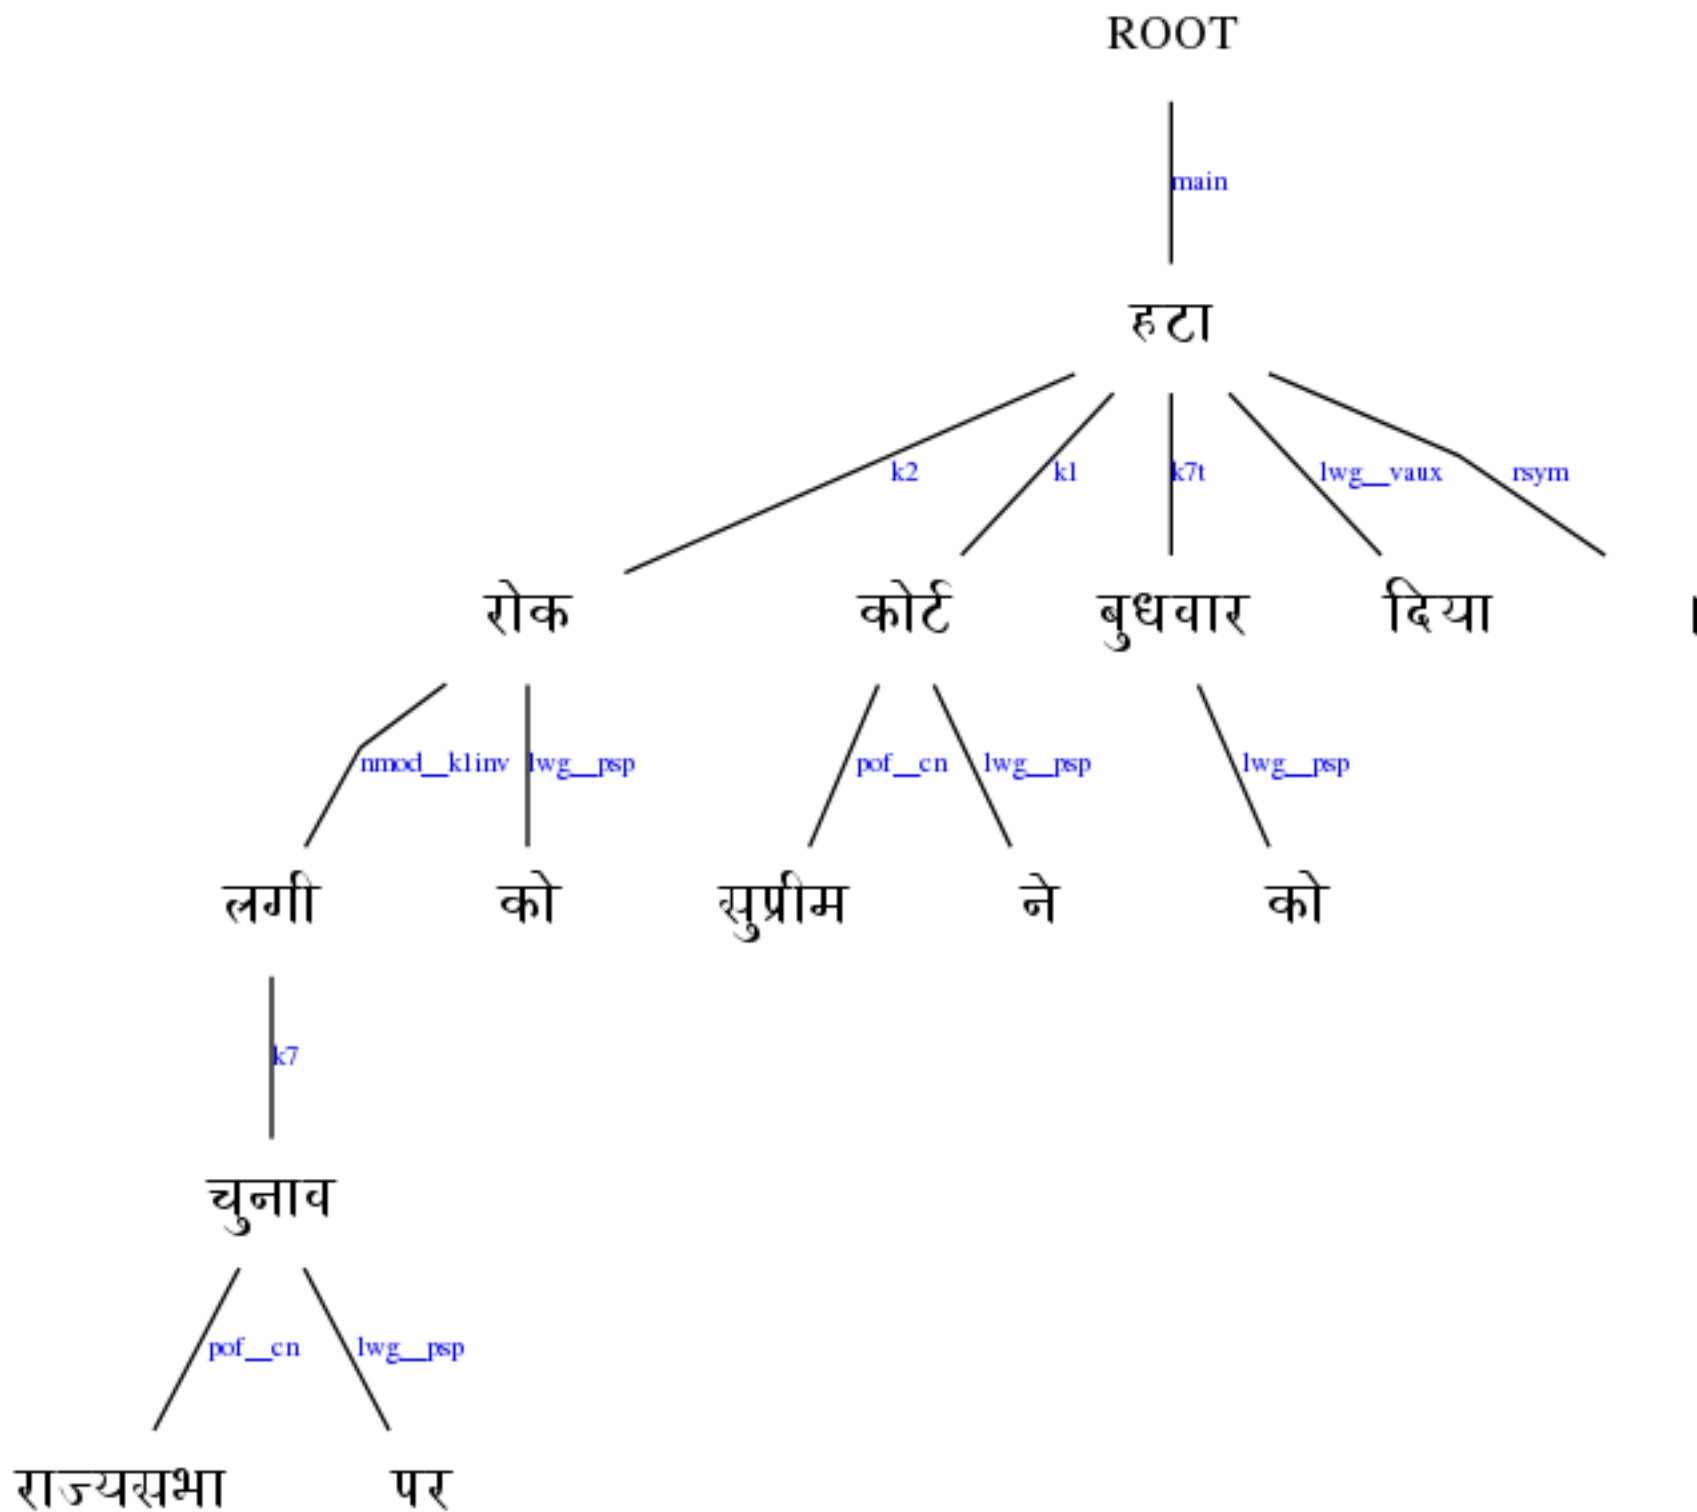 ROOT
main
हटा
k2 k1 k7t lwg__vaux rsym
रोक कोर्ट बुधवार दिया ।
nmod__k1inv lwg__psp pof__cn lwg__psp lwg__psp
लगी को सुप्रीम ने को
k7
चुनाव
pof__cn lwg__psp
राज्यसभा पर